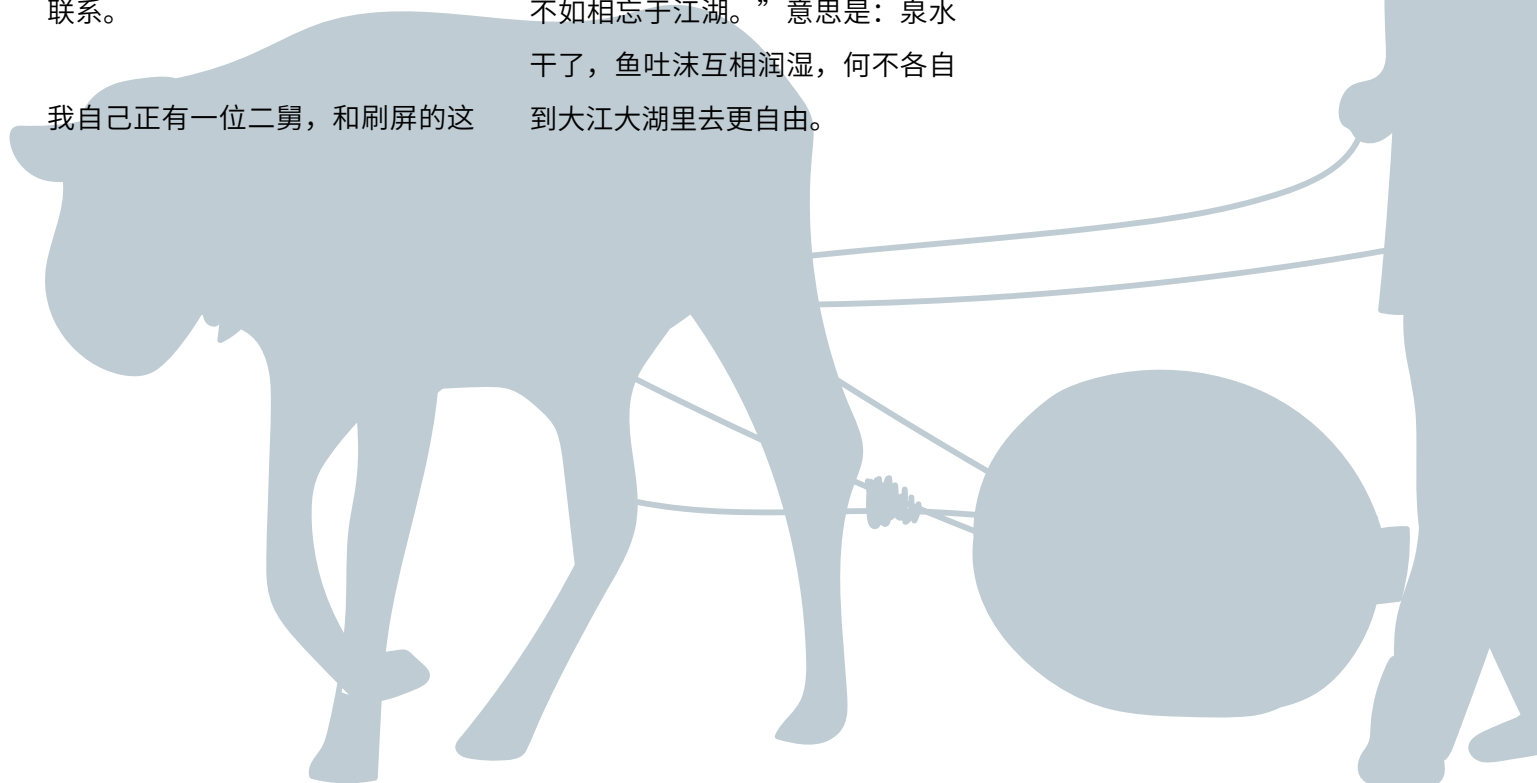 联系。
我自己正有一位二舅，和刷屏的这
不如相忘于江湖。”意思是：泉水
干了，鱼吐沫互相润湿，何不各自
到大江大湖里去更自由。